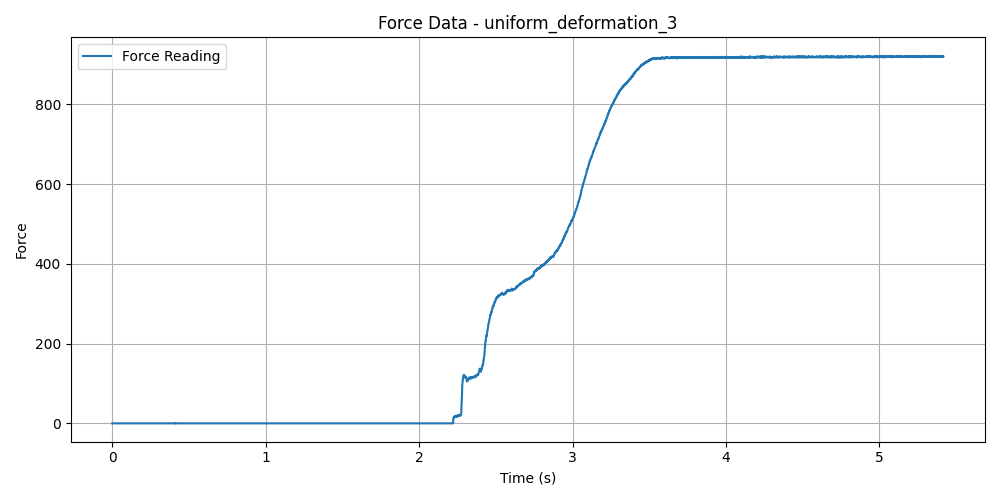 Force Data - uniform_deformation_3
Force Reading
Force
800
600
400
200
0
0 1 2 3 4 5
Time (s)